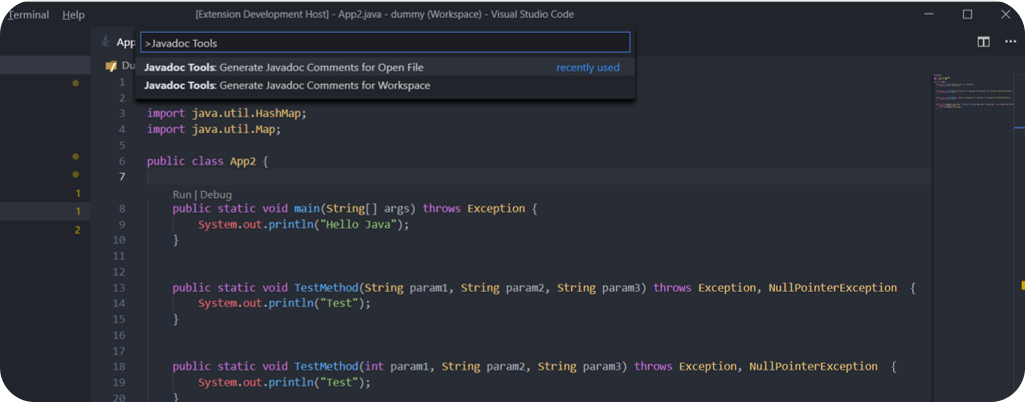 Terminal Help [Extension Development Host] - App2.java - dummy (Workspace) - Visual Studio Code
App
>Javadoc Tools
Du
Javadoc Tools: Generate Javadoc Comments for Open File recently used
Javadoc Tools: Generate Javadoc Comments for Workspace
1
2
3 import java.util.HashMap;
4 import java.util.Map;
5
6 public class App2 {
7
Run | Debug
8 public static void main(String[] args) throws Exception {
9 System.out.println("Hello Java");
10 }
11
12
13 public static void TestMethod(String param1, String param2, String param3) throws Exception, NullPointerException {
14 System.out.println("Test");
15 }
16
17
18 public static void TestMethod(int param1, String param2, String param3) throws Exception, NullPointerException {
19 System.out.println("Test");
20 }
1
1
2